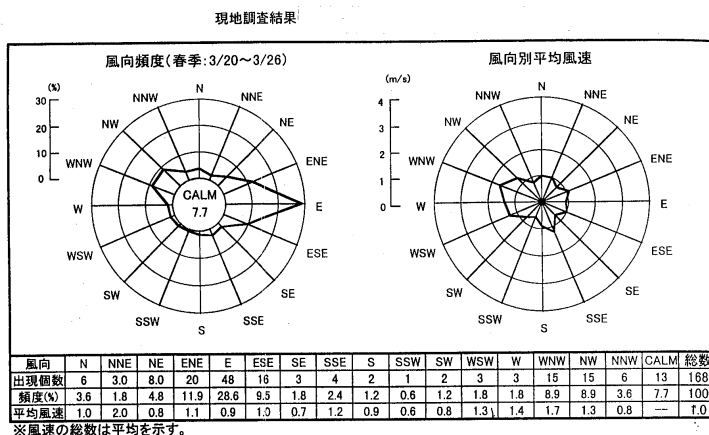 現地調査結果
風向頻度(春季:3/20～3/26)
風向別平均風速
(%)
30
20
10
0
N
NNE
NE
ENE
E
ESE
SE
SSE
S
SSW
SW
WSW
W
WNW
NW
NNW
CALM
7.7
(m/s)
4
3
2
1
0
N
NNE
NE
ENE
E
ESE
SE
SSE
S
SSW
SW
WSW
W
WNW
NW
NNW
風向 N NNE NE ENE E ESE SE SSE S SSW SW WSW W WNW NW NNW CALM 総数
出現個数 6 3.0 8.0 20 48 16 3 4 2 1 2 3 3 15 15 6 13 168
頻度(%) 3.6 1.8 4.8 11.9 28.6 9.5 1.8 2.4 1.2 0.6 1.2 1.8 1.8 8.9 8.9 3.6 7.7 100
平均風速 1.0 2.0 0.8 1.1 0.9 1.0 0.7 1.2 0.9 0.6 0.8 1.3 1.4 1.7 1.3 0.8 -- 1.0
※風速の総数は平均を示す。